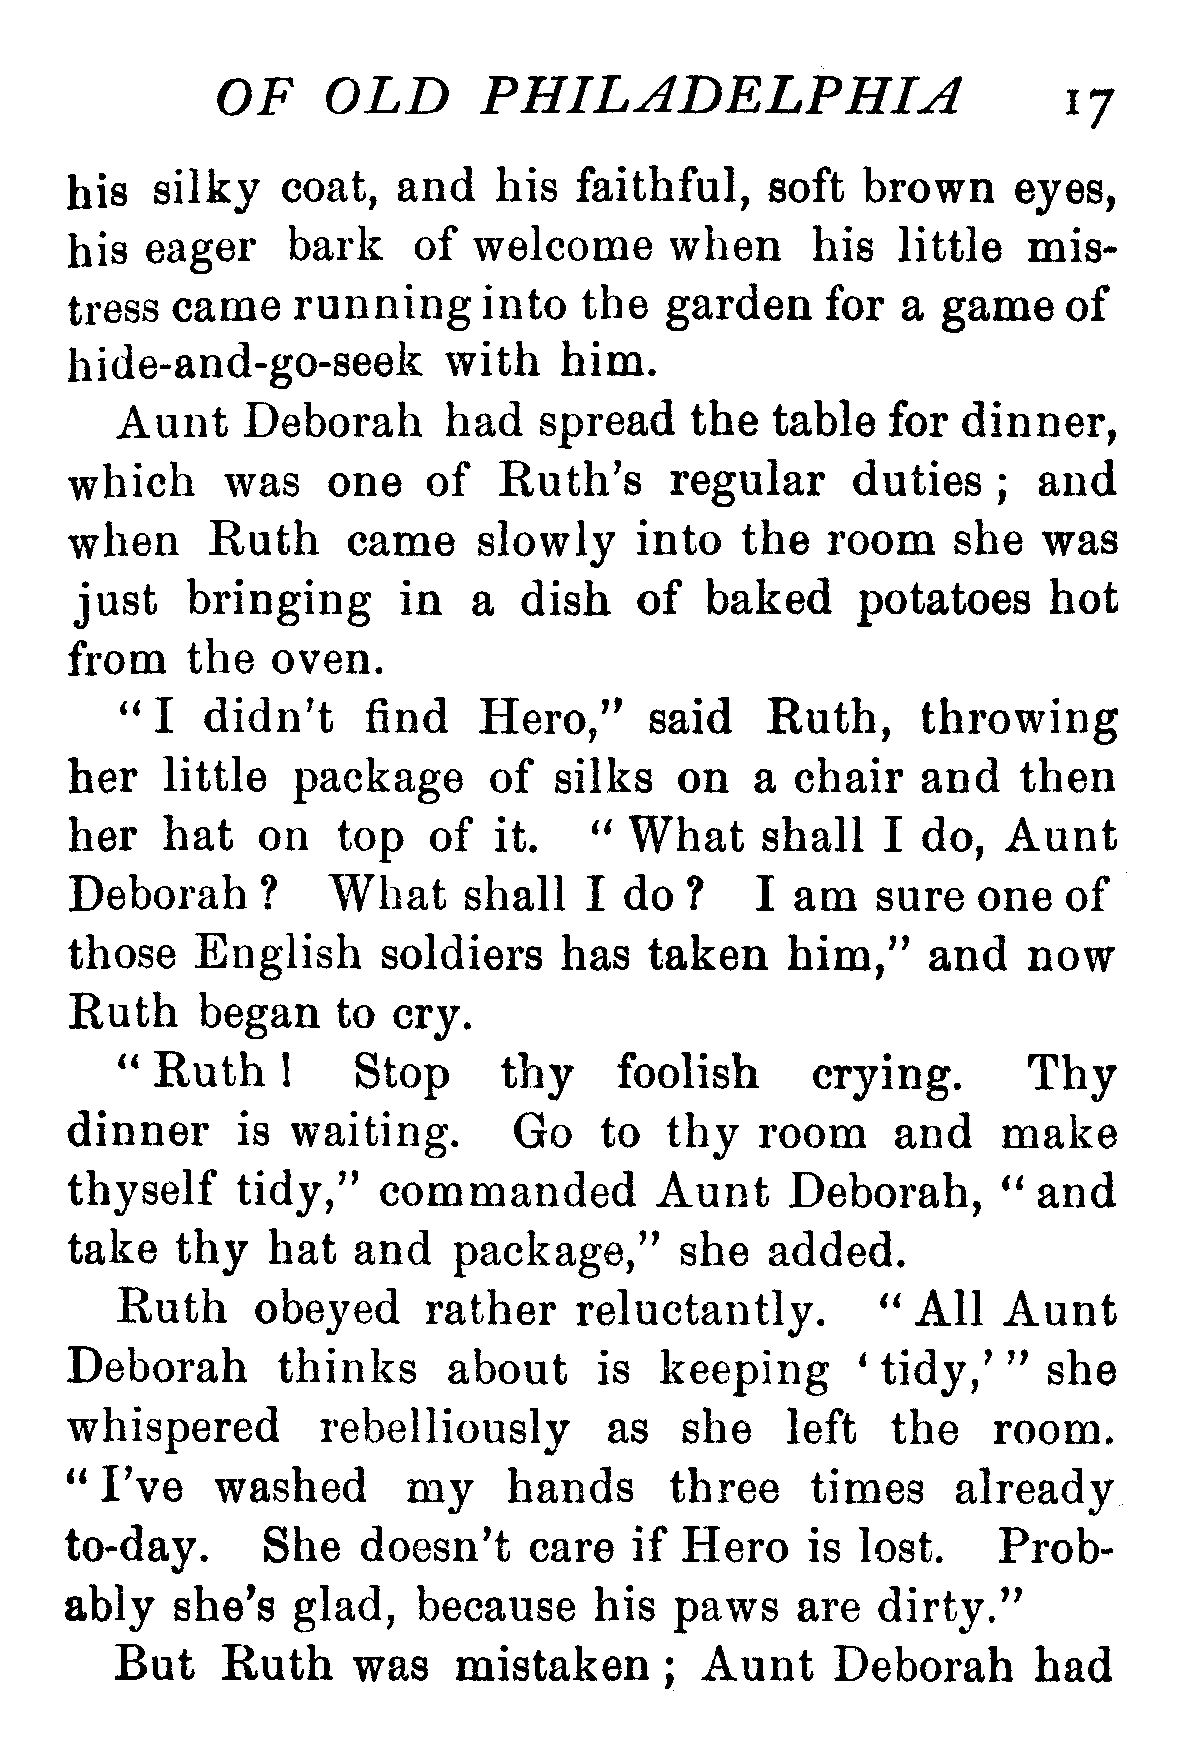 OF OLD PHILADELPHIA 17
his silky coat, and his faithful, soft brown eyes,
his eager bark of welcome when his little mis-
tress came running into the garden for a game of
hide-and-go-seek with him.
Aunt Deborah had spread the table for dinner,
which was one of Ruth's regular duties ; and
when Ruth came slowly into the room she was
just bringing in a dish of baked potatoes hot
from the oven.
" I didn't find Hero," said Ruth, throwing
her little package of silks on a chair and then
her hat on top of it. " What shall I do, Aunt
Deborah ? What shall I do ? I am sure one of
those English soldiers has taken him," and now
Ruth began to cry.
" Ruth ! Stop thy foolish crying. Thy
dinner is waiting. Go to thy room and make
thyself tidy," commanded Aunt Deborah, " and
take thy hat and package," she added.
Ruth obeyed rather reluctantly. " All Aunt
Deborah thinks about is keeping ' tidy,' " she
whispered rebelliously as she left the room.
" I've washed my hands three times already
to-day. She doesn't care if Hero is lost. Prob-
ably she's glad, because his paws are dirty."
But Ruth was mistaken ; Aunt Deborah had